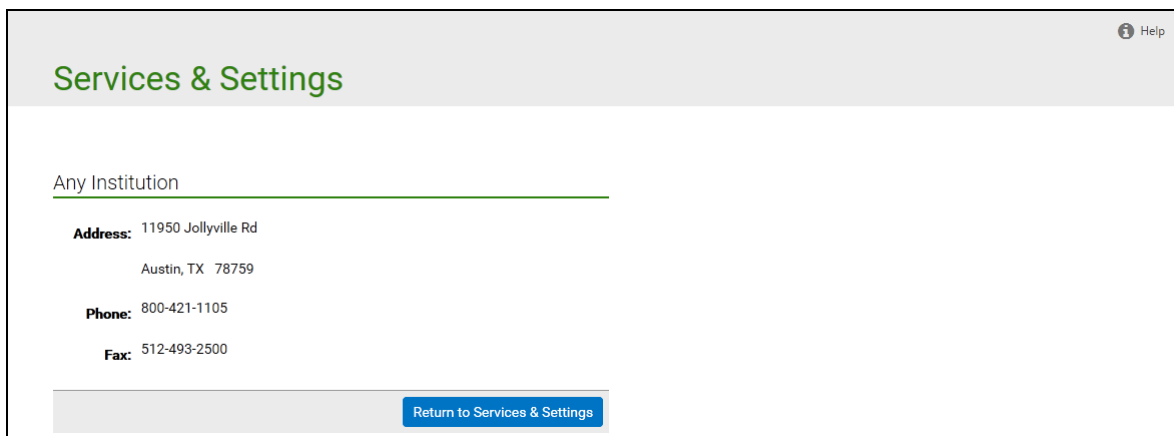 Help
Services & Settings
Any Institution
Address: 11950 Jollyville Rd
Austin, TX 78759
Phone: 800-421-1105
Fax: 512-493-2500
Return to Services & Settings